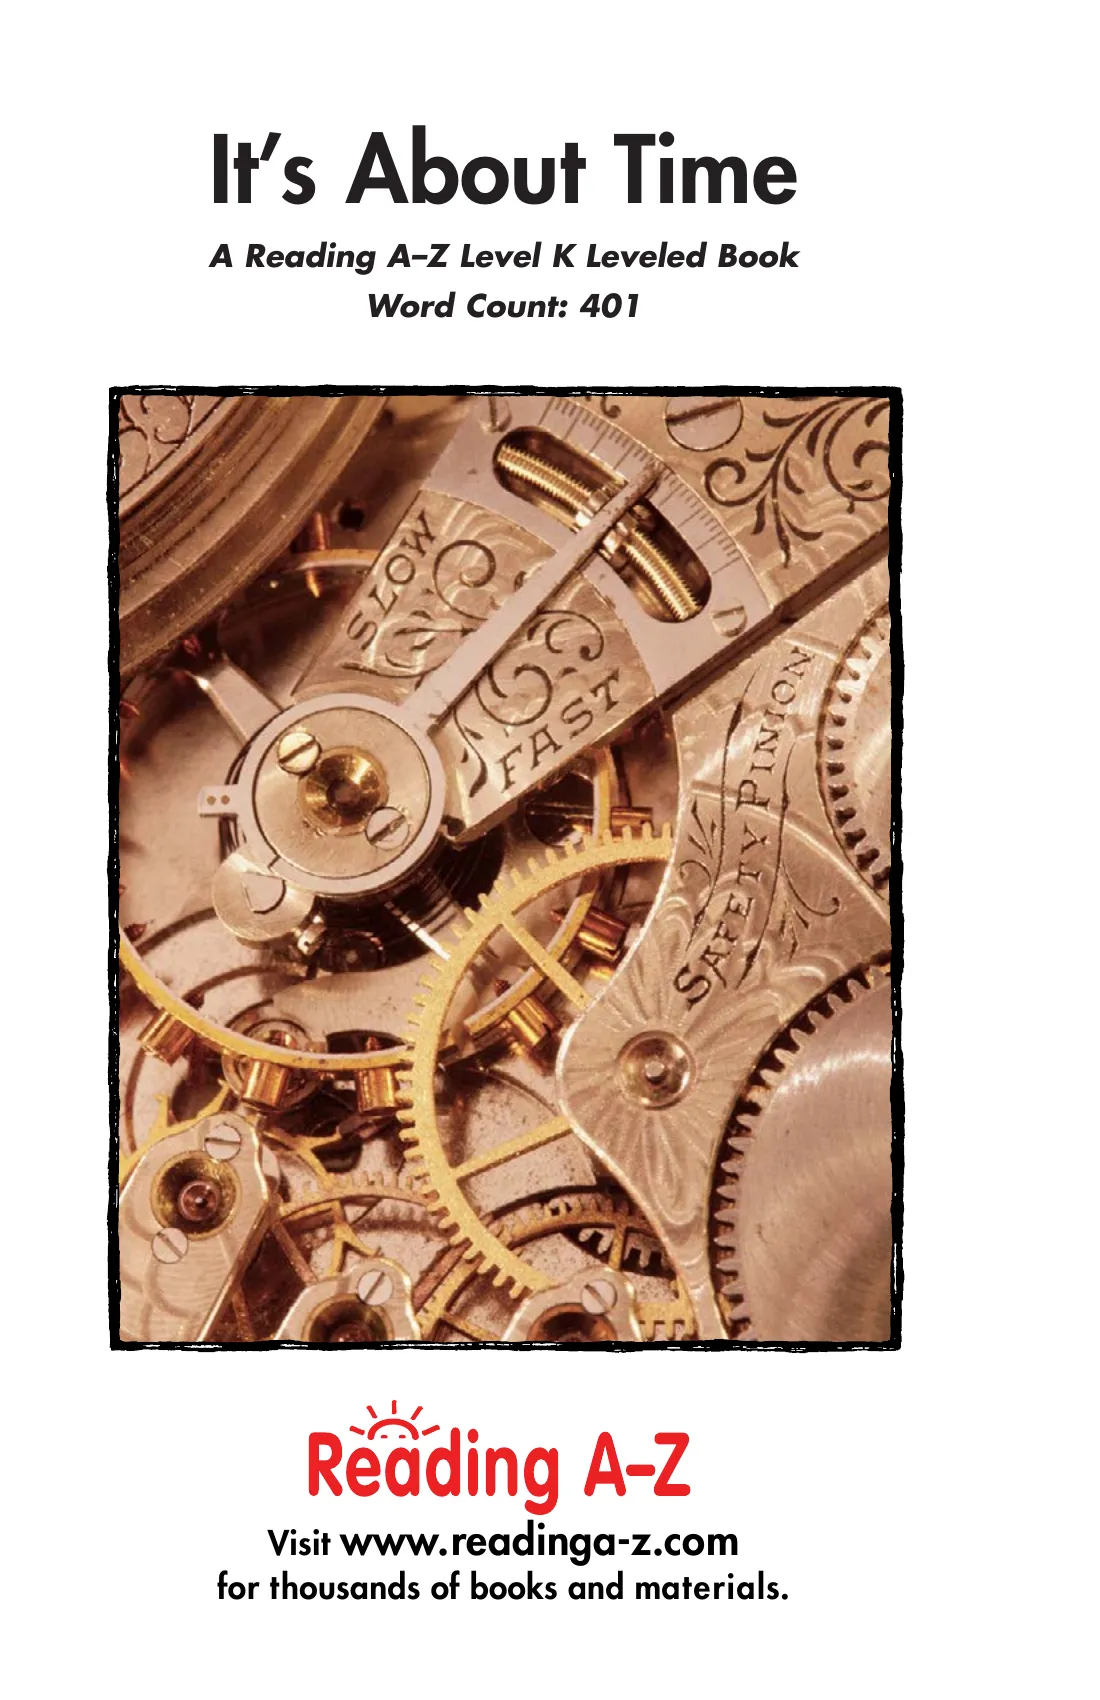 It’s About Time
A Reading A–Z Level K Leveled Book
Word Count: 401
SLOW
FAST
SAFETY PINION
Reading A–Z
Visit www.readinga-z.com
for thousands of books and materials.